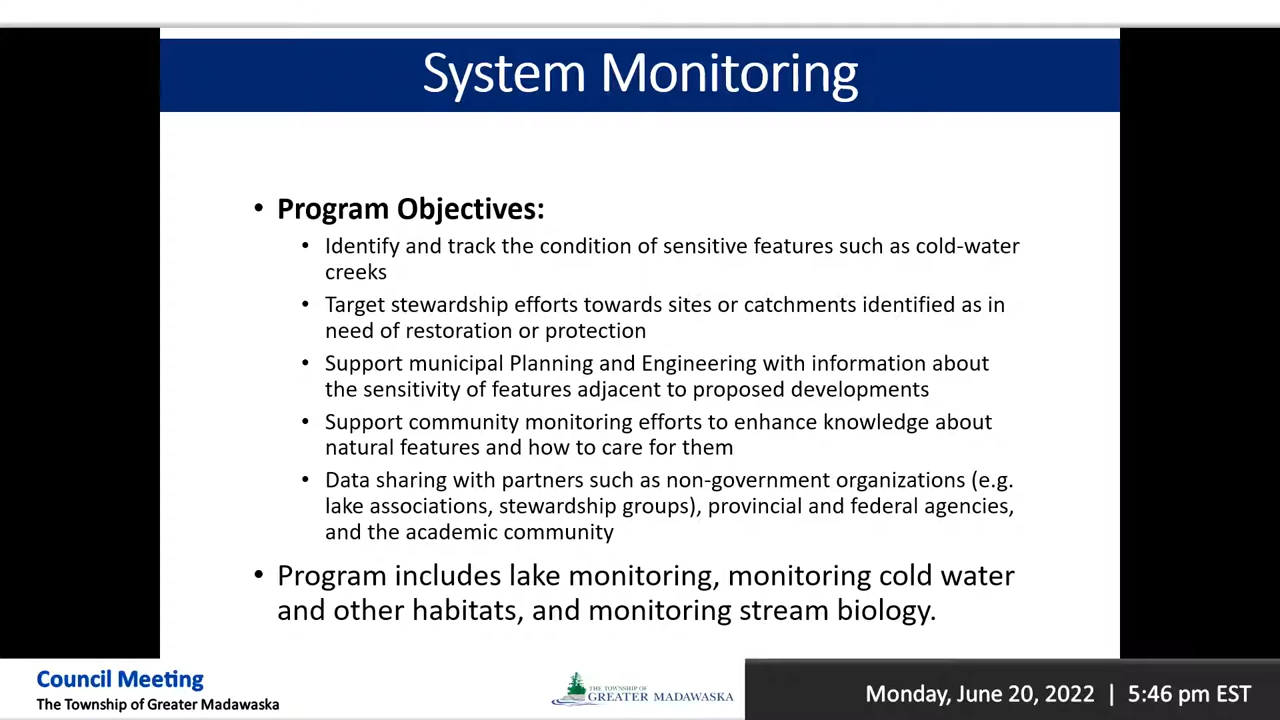 System Monitoring
• Program Objectives:
• Identify and track the condition of sensitive features such as cold-water
creeks
• Target stewardship efforts towards sites or catchments identified as in
need of restoration or protection
• Support municipal Planning and Engineering with information about
the sensitivity of features adjacent to proposed developments
• Support community monitoring efforts to enhance knowledge about
natural features and how to care for them
• Data sharing with partners such as non-government organizations (e.g.
lake associations, stewardship groups), provincial and federal agencies,
and the academic community
• Program includes lake monitoring, monitoring cold water
and other habitats, and monitoring stream biology.
Council Meeting
The Township of Greater Madawaska
THE TOWNSHIP OF
GREATER MADAWASKA
Monday, June 20, 2022 | 5:46 pm EST